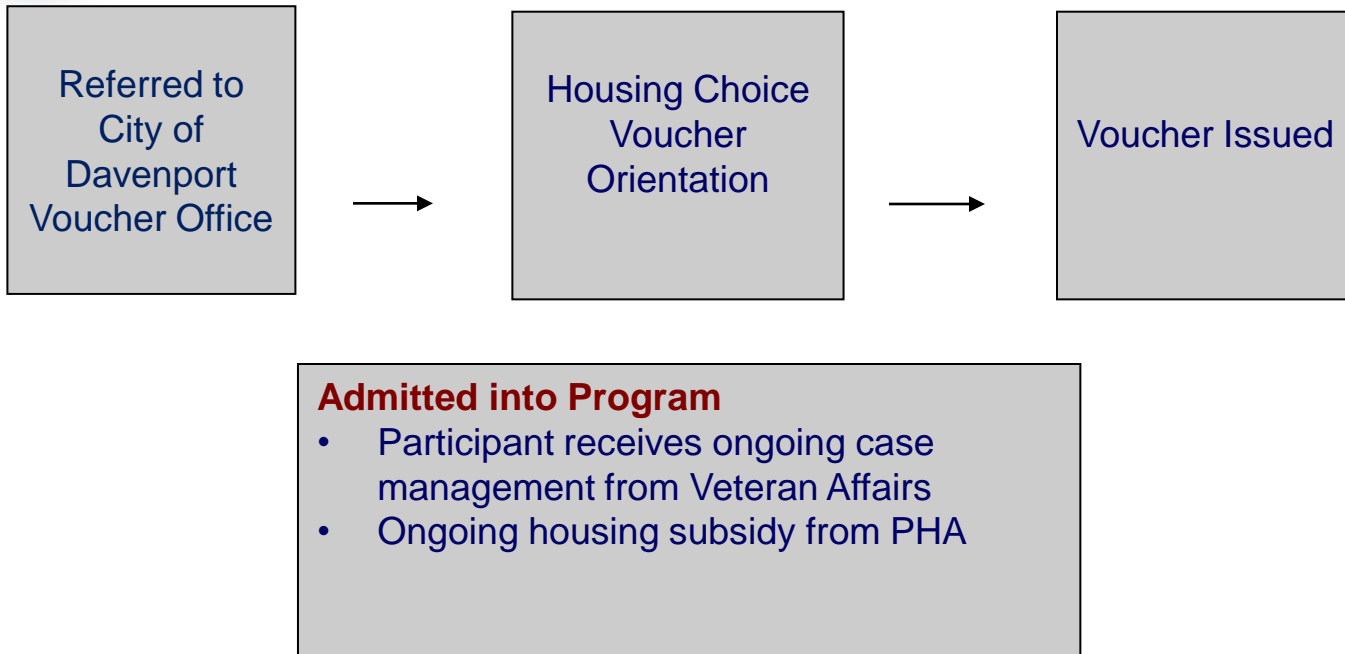 Referred to
City of
Davenport
Voucher Office
Housing Choice
Voucher
Orientation
Voucher Issued
Admitted into Program
• Participant receives ongoing case
management from Veteran Affairs
• Ongoing housing subsidy from PHA